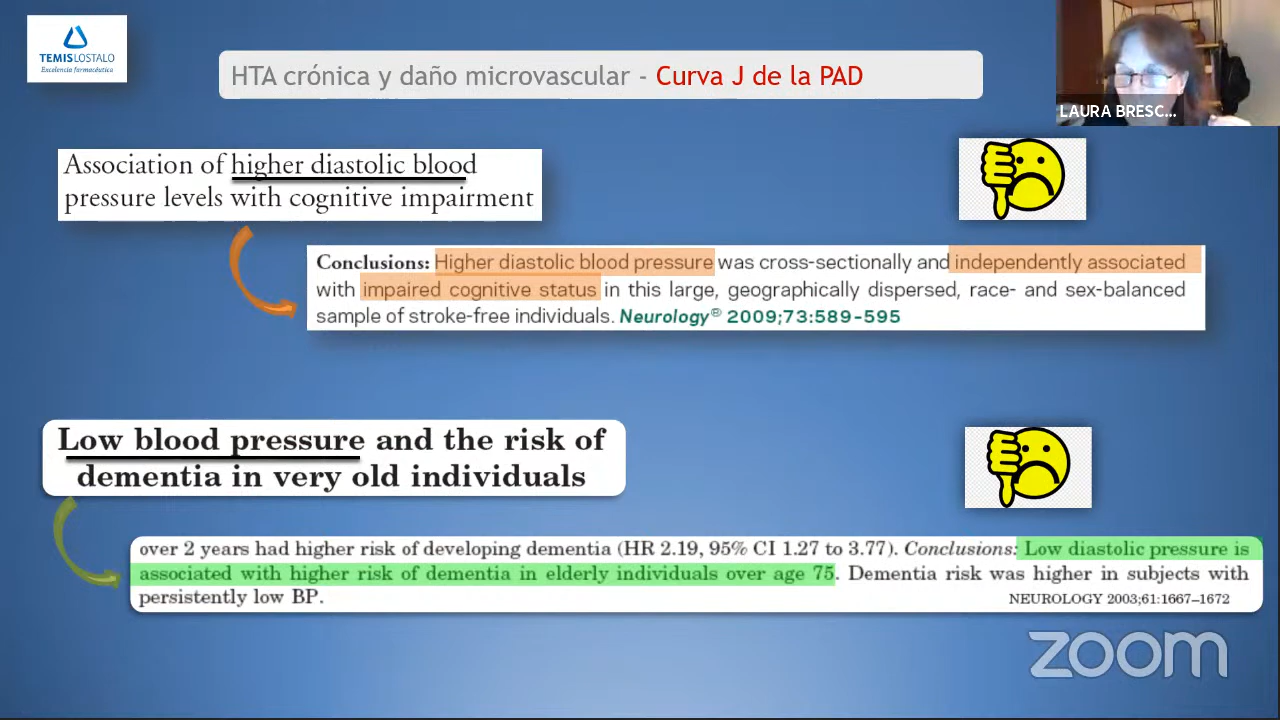 TEMISLOSTALO
Excelencia farmacéutica
HTA crónica y daño microvascular - Curva J de la PAD
LAURA BRESC...
Association of higher diastolic blood
pressure levels with cognitive impairment
Conclusions: Higher diastolic blood pressure was cross-sectionally and independently associated
with impaired cognitive status in this large, geographically dispersed, race- and sex-balanced
sample of stroke-free individuals. Neurology® 2009;73:589–595
Low blood pressure and the risk of
dementia in very old individuals
over 2 years had higher risk of developing dementia (HR 2.19, 95% CI 1.27 to 3.77). Conclusions: Low diastolic pressure is
associated with higher risk of dementia in elderly individuals over age 75. Dementia risk was higher in subjects with
persistently low BP.
NEUROLOGY 2003;61:1667–1672
zoom